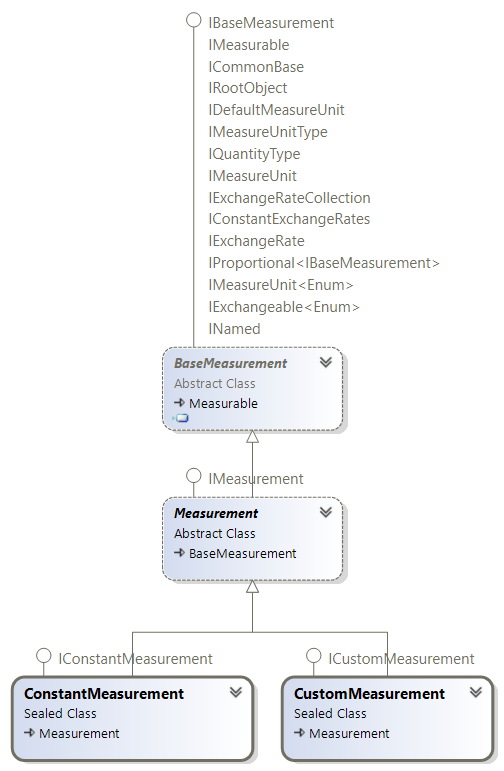 IBaseMeasurement
IMeasurable
ICommonBase
IRootObject
IDefaultMeasureUnit
IMeasureUnitType
IQuantityType
IMeasureUnit
IExchangeRateCollection
IConstantExchangeRates
IExchangeRate
IProportional<IBaseMeasurement>
IMeasureUnit<Enum>
IExchangeable<Enum>
INamed
BaseMeasurement
Abstract Class
Measurable
IMeasurement
Measurement
Abstract Class
BaseMeasurement
IConstantMeasurement
ConstantMeasurement
Sealed Class
Measurement
ICustomMeasurement
CustomMeasurement
Sealed Class
Measurement